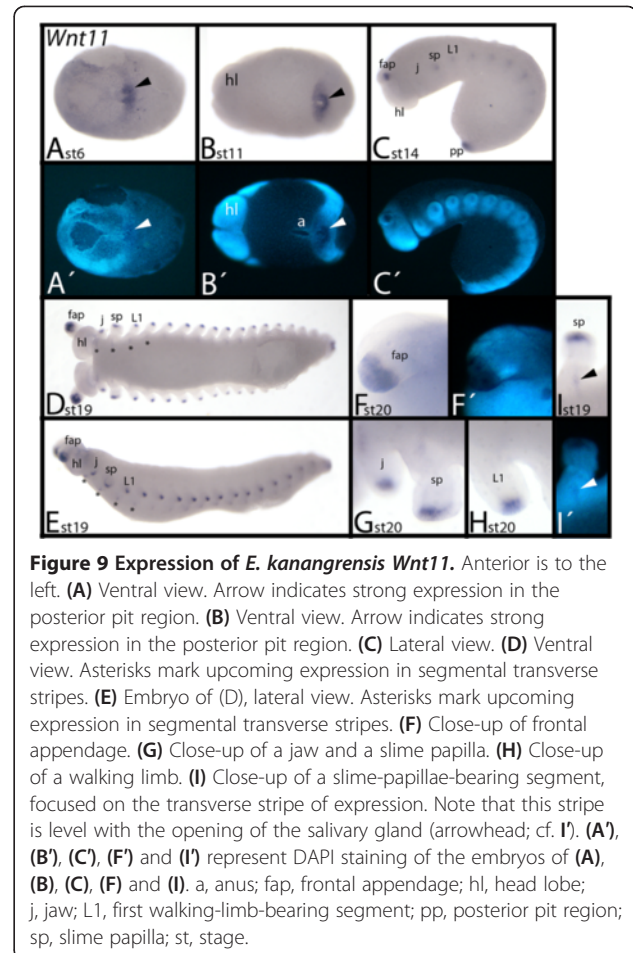 Wnt11
hl
fap
j
sp
L1
hl
pp
A st6
B st11
C st14
hl
a
A´
B´
C´
fap
j
sp
L1
hl
D st19
fap
F st20
F´
sp
I st19
fap
hl
j
sp
L1
E st19
j
sp
G st20
L1
H st20
I´
Figure 9 Expression of E. kanangrensis Wnt11. Anterior is to the
left. (A) Ventral view. Arrow indicates strong expression in the
posterior pit region. (B) Ventral view. Arrow indicates strong
expression in the posterior pit region. (C) Lateral view. (D) Ventral
view. Asterisks mark upcoming expression in segmental transverse
stripes. (E) Embryo of (D), lateral view. Asterisks mark upcoming
expression in segmental transverse stripes. (F) Close-up of frontal
appendage. (G) Close-up of a jaw and a slime papilla. (H) Close-up
of a walking limb. (I) Close-up of a slime-papillae-bearing segment,
focused on the transverse stripe of expression. Note that this stripe
is level with the opening of the salivary gland (arrowhead; cf. I′). (A′),
(B′), (C′), (F′) and (I′) represent DAPI staining of the embryos of (A),
(B), (C), (F) and (I). a, anus; fap, frontal appendage; hl, head lobe;
j, jaw; L1, first walking-limb-bearing segment; pp, posterior pit region;
sp, slime papilla; st, stage.